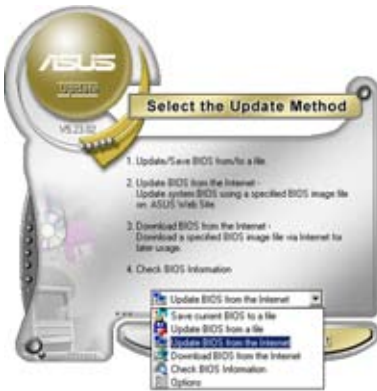 ASUS
Update
V5.23.02
Select the Update Method
1. Update/Save BIOS from/to a file
2. Update BIOS from the Internet -
Update system BIOS using a specified BIOS image file
on ASUS Web Site
3. Download BIOS from the Internet -
Download a specified BIOS image file via Internet for
later usage.
4. Check BIOS Information
Update BIOS from the Internet
Save current BIOS to a file
Update BIOS from a file
Update BIOS from the Internet
Download BIOS from the Internet
Check BIOS Information
Options